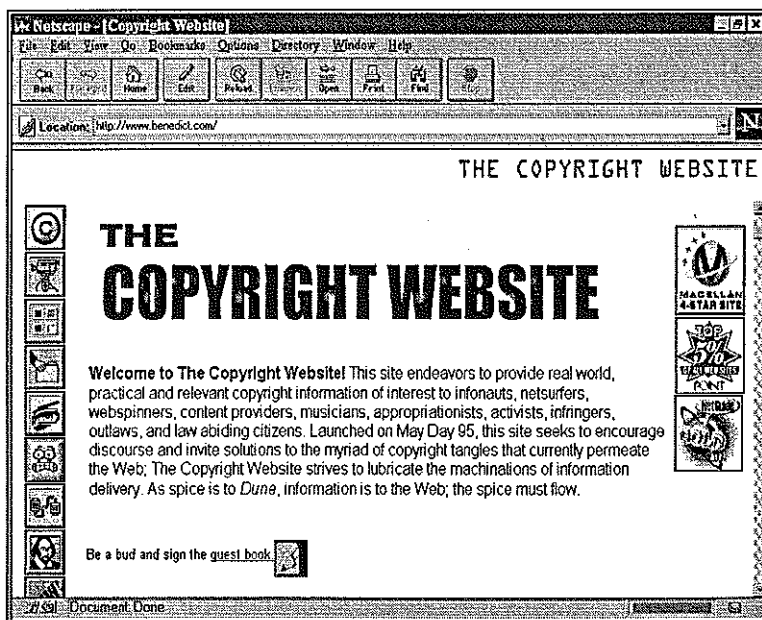 Netscape - [Copyright Website]
File Edit View Go Bookmarks Options Directory Window Help
Back Forward Home Edit Reload Images Open Print Find Stop
Location: http://www.benedict.com/
N
THE COPYRIGHT WEBSITE
©
THE
COPYRIGHT WEBSITE
MAGELLAN
4-STAR SITE
TOP
5%
OF ALL WEB SITES
POINT
Welcome to The Copyright Website! This site endeavors to provide real world,
practical and relevant copyright information of interest to infonauts, netsurfers,
webspinners, content providers, musicians, appropriationists, activists, infringers,
outlaws, and law abiding citizens. Launched on May Day 95, this site seeks to encourage
discourse and invite solutions to the myriad of copyright tangles that currently permeate
the Web; The Copyright Website strives to lubricate the machinations of information
delivery. As spice is to Dune, information is to the Web; the spice must flow.
Be a bud and sign the guest book
Document: Done